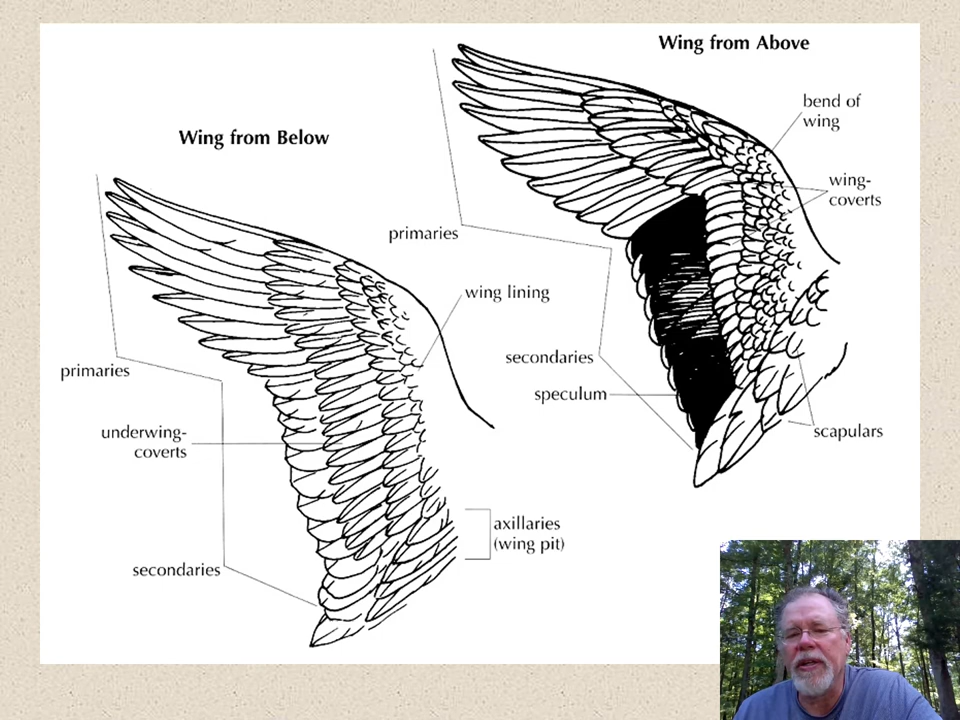 Wing from Above
bend of
wing
wing-
coverts
primaries
secondaries
speculum
scapulars
Wing from Below
wing lining
primaries
underwing-
coverts
axillaries
(wing pit)
secondaries